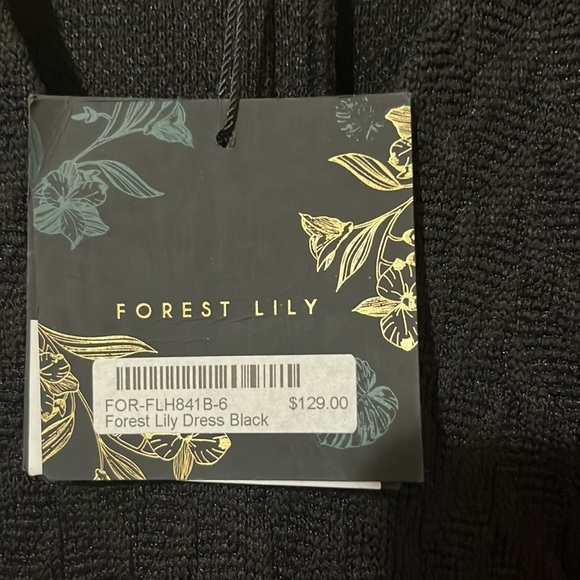 FOREST LILY
FOR-FLH841B-6 $129.00
Forest Lily Dress Black